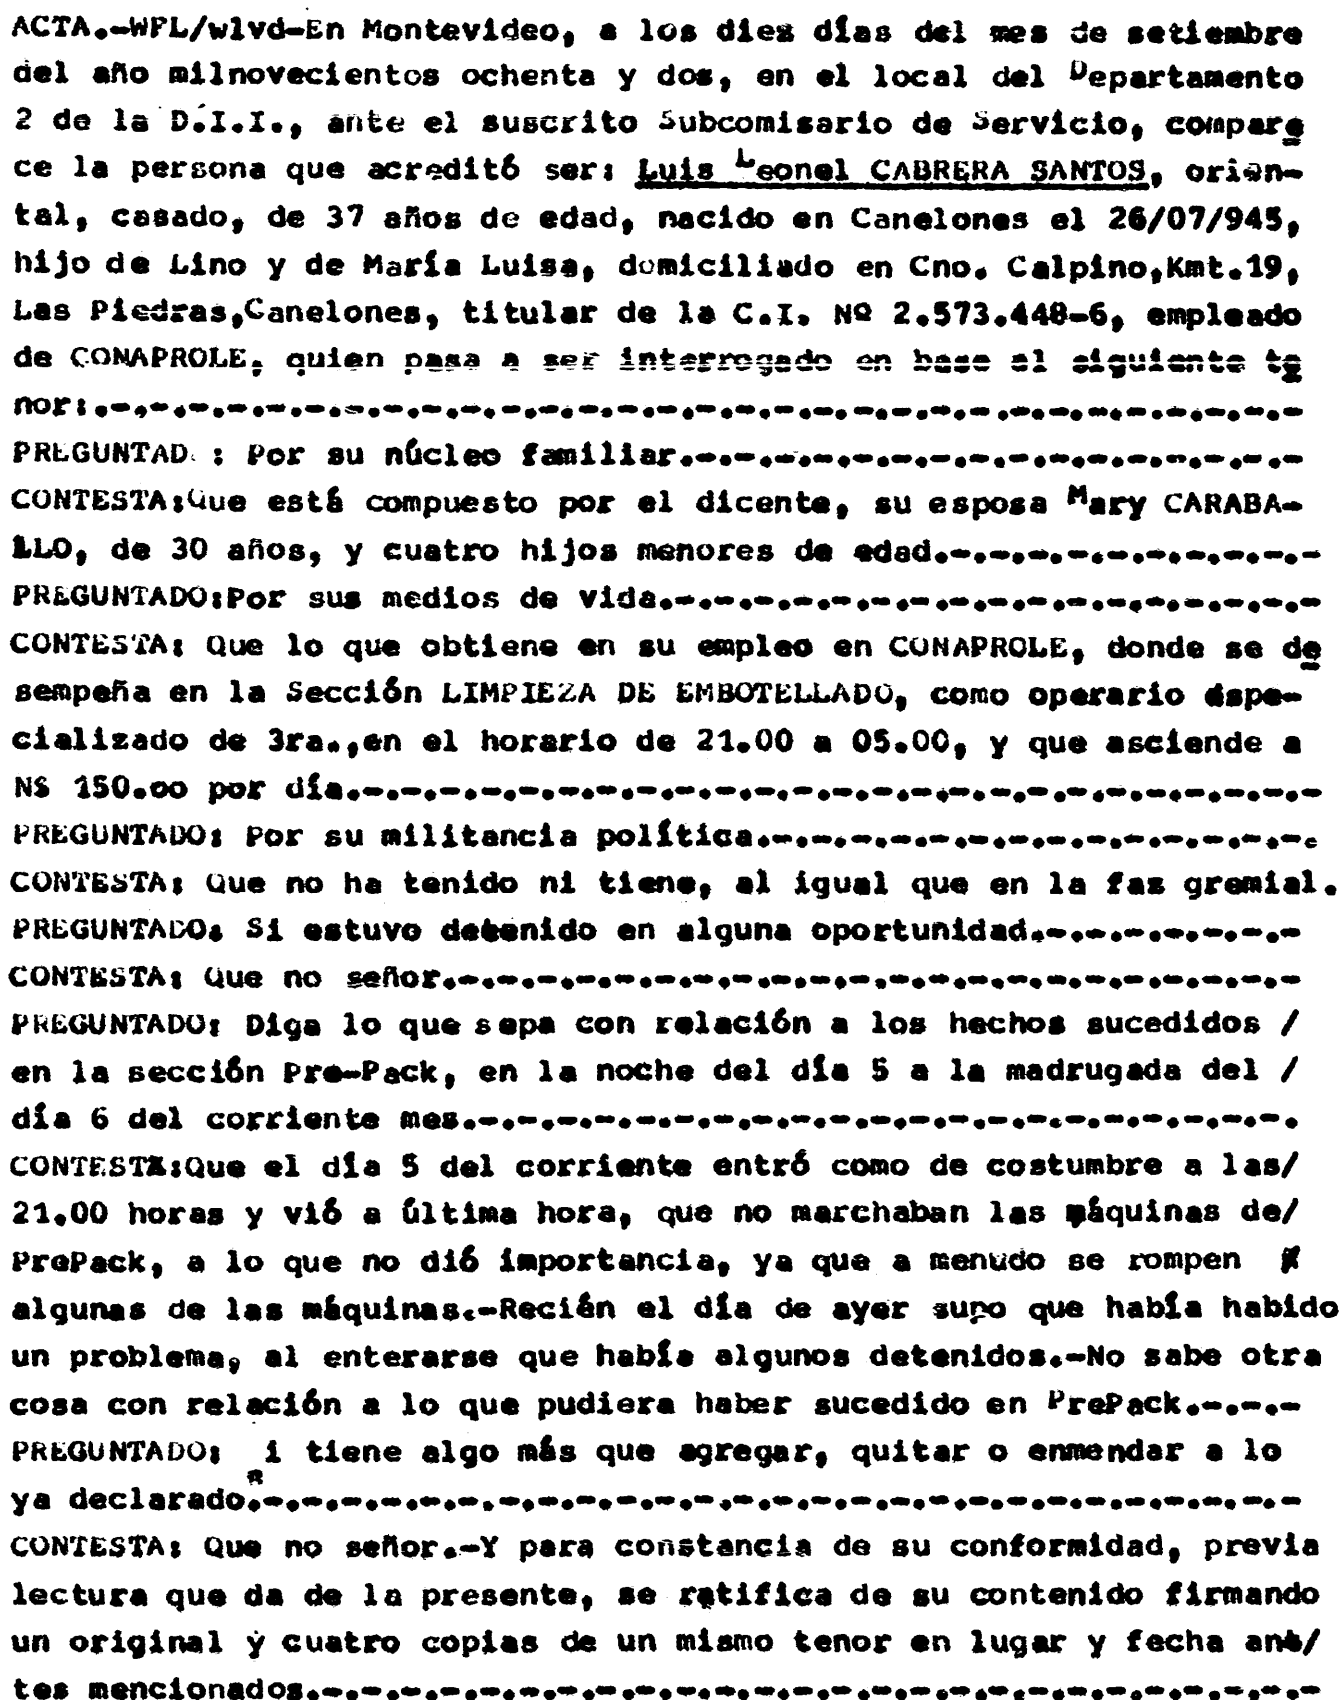 ACTA.-WPL/wlvd-En Montevideo, a los diez días del mes de setiembre
del año milnovecientos ochenta y dos, en el local del Departamento
2 de la D.I.I., ante el suscrito Subcomisario de Servicio, compare
ce la persona que acreditó ser: Luis Leonel CABRERA SANTOS, orien-
tal, casado, de 37 años de edad, nacido en Canelones el 26/07/945,
hijo de Lino y de María Luisa, domiciliado en Cno. Calpino,Kmt.19,
Las Piedras,Canelones, titular de la C.I. Nº 2.573.448-6, empleado
de CONAPROLE, quien pasa a ser interrogado en base al siguiente te
nor:.-.-.-.-.-.-.-.-.-.-.-.-.-.-.-.-.-.-.-.-.-.-.-.-.-.-.-.-.-.-.-
PREGUNTAD : Por su núcleo familiar.-.-.-.-.-.-.-.-.-.-.-.-.-.-.-.-
CONTESTA:Que está compuesto por el dicente, su esposa Mary CARABA-
LLO, de 30 años, y cuatro hijos menores de edad.-.-.-.-.-.-.-.-.-.-
PREGUNTADO:Por sus medios de vida.-.-.-.-.-.-.-.-.-.-.-.-.-.-.-.-.-
CONTESTA: Que lo que obtiene en su empleo en CONAPROLE, donde se de
sempeña en la Sección LIMPIEZA DE EMBOTELLADO, como operario espe-
cializado de 3ra.,en el horario de 21.00 a 05.00, y que asciende a
N$ 150.oo por día.-.-.-.-.-.-.-.-.-.-.-.-.-.-.-.-.-.-.-.-.-.-.-.-.-
PREGUNTADO: Por su militancia política.-.-.-.-.-.-.-.-.-.-.-.-.-.-.
CONTESTA: Que no ha tenido ni tiene, al igual que en la faz gremial.
PREGUNTADO: Si estuvo detenido en alguna oportunidad.-.-.-.-.-.-.-
CONTESTA: Que no señor.-.-.-.-.-.-.-.-.-.-.-.-.-.-.-.-.-.-.-.-.-.-
PREGUNTADO: Diga lo que sepa con relación a los hechos sucedidos /
en la sección Pre-Pack, en la noche del día 5 a la madrugada del /
día 6 del corriente mes.-.-.-.-.-.-.-.-.-.-.-.-.-.-.-.-.-.-.-.-.-.
CONTESTA:Que el día 5 del corriente entró como de costumbre a las/
21.00 horas y vió a última hora, que no marchaban las máquinas de/
PrePack, a lo que no dió importancia, ya que a menudo se rompen /
algunas de las máquinas.-Recién el día de ayer supo que había habido
un problema, al enterarse que había algunos detenidos.-No sabe otra
cosa con relación a lo que pudiera haber sucedido en PrePack.-.-.-
PREGUNTADO: i tiene algo más que agregar, quitar o enmendar a lo
ya declarado.-.-.-.-.-.-.-.-.-.-.-.-.-.-.-.-.-.-.-.-.-.-.-.-.-.-.-
CONTESTA: Que no señor.-Y para constancia de su conformidad, previa
lectura que da de la presente, se ratifica de su contenido firmando
un original y cuatro copias de un mismo tenor en lugar y fecha ant/
tes mencionados.-.-.-.-.-.-.-.-.-.-.-.-.-.-.-.-.-.-.-.-.-.-.-.-.-.-